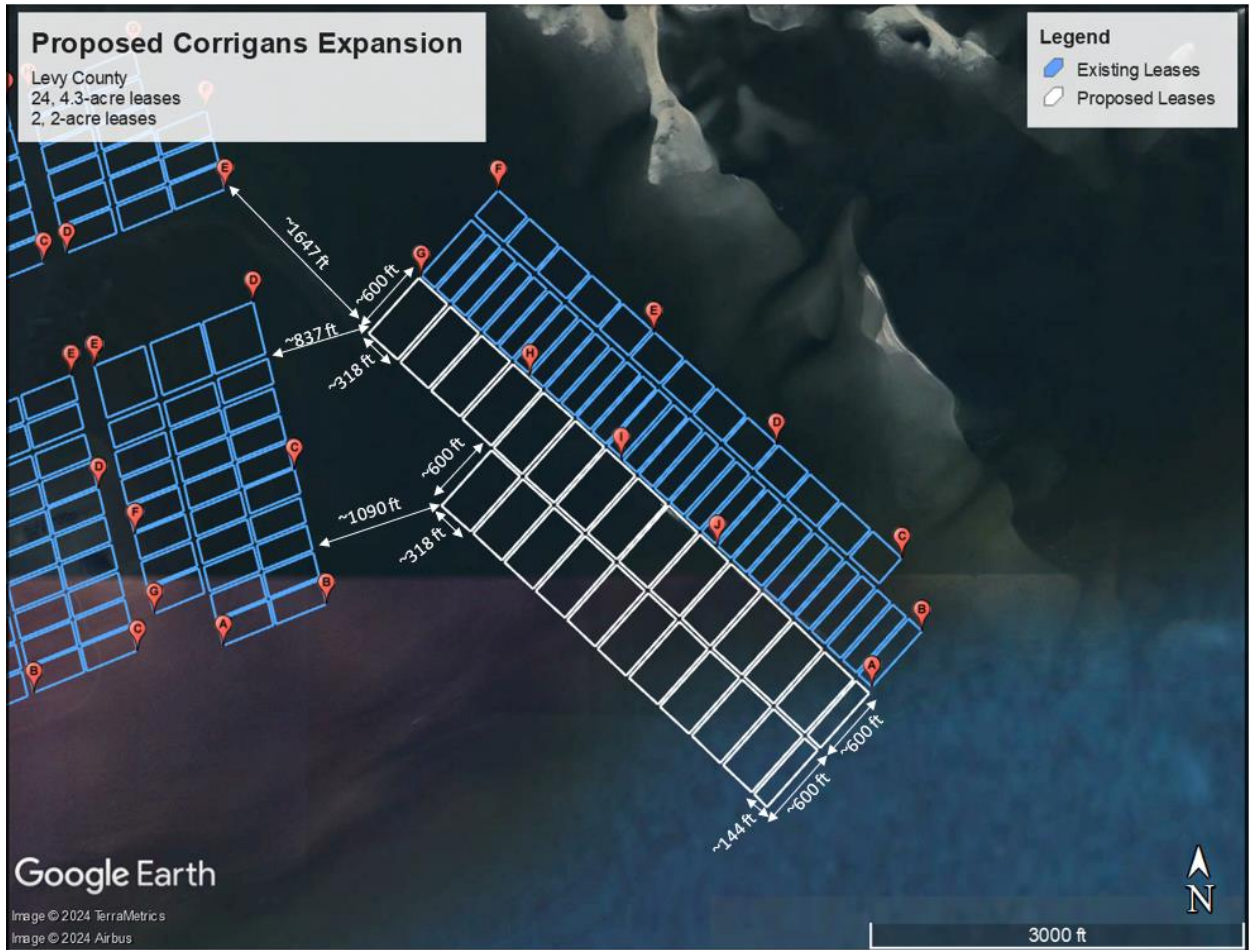 Proposed Corrigans Expansion
Levy County
24, 4.3-acre leases
2, 2-acre leases
Legend
Existing Leases
Proposed Leases
F
E
C
D
F
G
E
D
E
E
D
C
F
G
A
B
C
B
H
I
J
E
D
C
B
A
~1647 ft
~600 ft
~837 ft
~318 ft
~600 ft
~1090 ft
~318 ft
~600 ft
~600 ft
~144 ft
Google Earth
Image © 2024 TerraMetrics
Image © 2024 Airbus
N
3000 ft